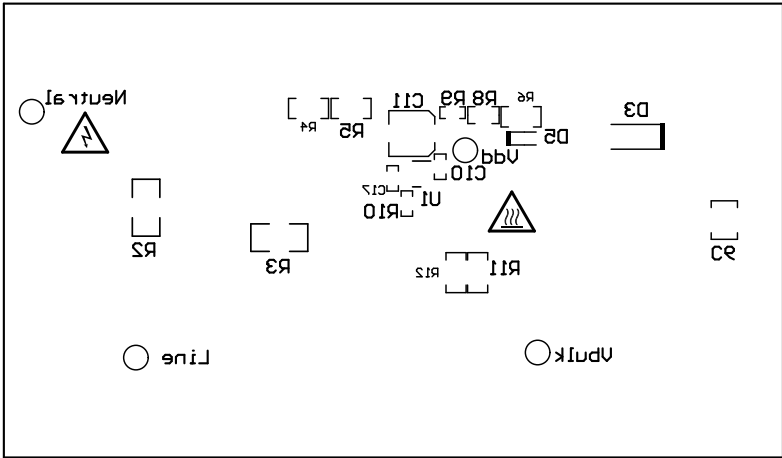 Neutral
R4
R5
C11
R9
R8
R6
D5
D3
Vdd
C10
C17
R10
U1
R2
R3
R12
R11
C9
Line
Vbulk